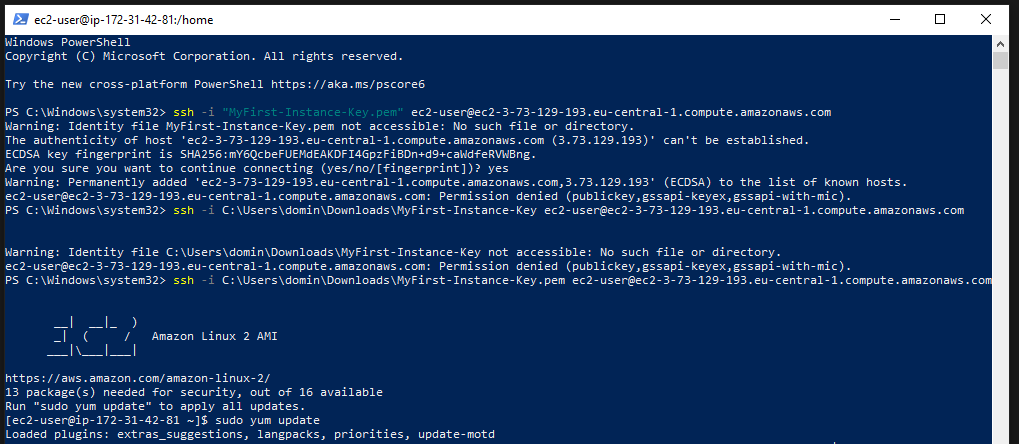 ec2-user@ip-172-31-42-81:/home
Windows PowerShell
Copyright (C) Microsoft Corporation. All rights reserved.
Try the new cross-platform PowerShell https://aka.ms/pscore6
PS C:\Windows\system32> ssh -i "MyFirst-Instance-Key.pem" ec2-user@ec2-3-73-129-193.eu-central-1.compute.amazonaws.com
Warning: Identity file MyFirst-Instance-Key.pem not accessible: No such file or directory.
The authenticity of host 'ec2-3-73-129-193.eu-central-1.compute.amazonaws.com (3.73.129.193)' can't be established.
ECDSA key fingerprint is SHA256:mY6QcbeFUEMdEAKDFI4GpzFiBDn+d9+caWdfeRVWBng.
Are you sure you want to continue connecting (yes/no/[fingerprint])? yes
Warning: Permanently added 'ec2-3-73-129-193.eu-central-1.compute.amazonaws.com,3.73.129.193' (ECDSA) to the list of known hosts.
ec2-user@ec2-3-73-129-193.eu-central-1.compute.amazonaws.com: Permission denied (publickey,gssapi-keyex,gssapi-with-mic).
PS C:\Windows\system32> ssh -i C:\Users\domin\Downloads\MyFirst-Instance-Key ec2-user@ec2-3-73-129-193.eu-central-1.compute.amazonaws.com
Warning: Identity file C:\Users\domin\Downloads\MyFirst-Instance-Key not accessible: No such file or directory.
ec2-user@ec2-3-73-129-193.eu-central-1.compute.amazonaws.com: Permission denied (publickey,gssapi-keyex,gssapi-with-mic).
PS C:\Windows\system32> ssh -i C:\Users\domin\Downloads\MyFirst-Instance-Key.pem ec2-user@ec2-3-73-129-193.eu-central-1.compute.amazonaws.com
__|  __|_  )
_|  (     /   Amazon Linux 2 AMI
___|\___|___|
https://aws.amazon.com/amazon-linux-2/
13 package(s) needed for security, out of 16 available
Run "sudo yum update" to apply all updates.
[ec2-user@ip-172-31-42-81 ~]$ sudo yum update
Loaded plugins: extras_suggestions, langpacks, priorities, update-motd